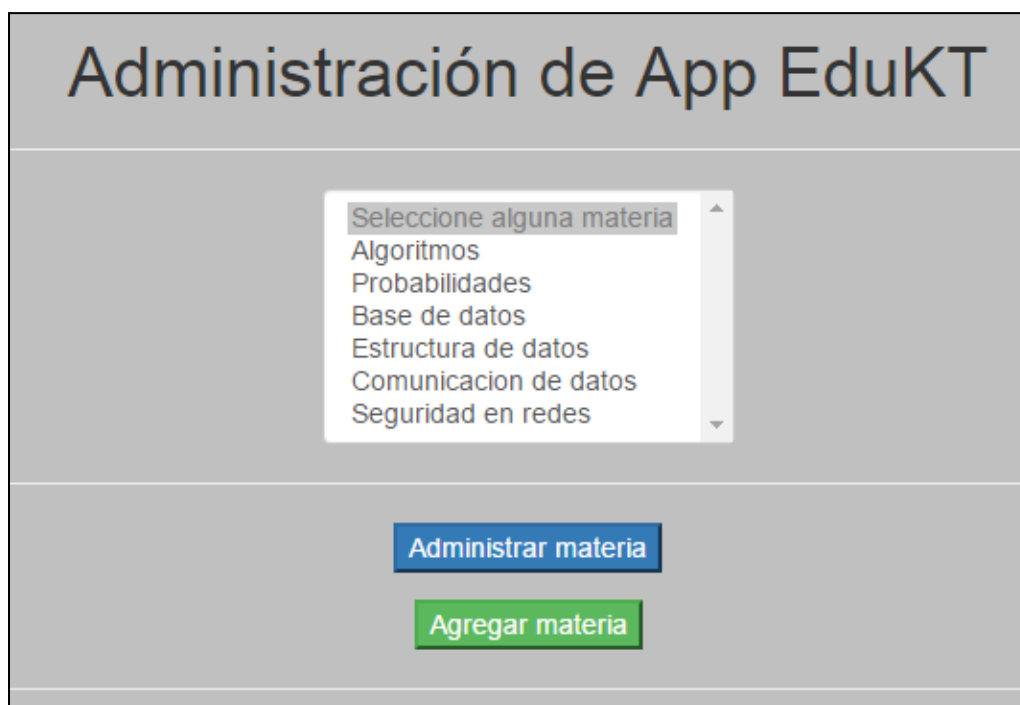 Administración de App EduKT
Seleccione alguna materia
Algoritmos
Probabilidades
Base de datos
Estructura de datos
Comunicacion de datos
Seguridad en redes
Administrar materia
Agregar materia